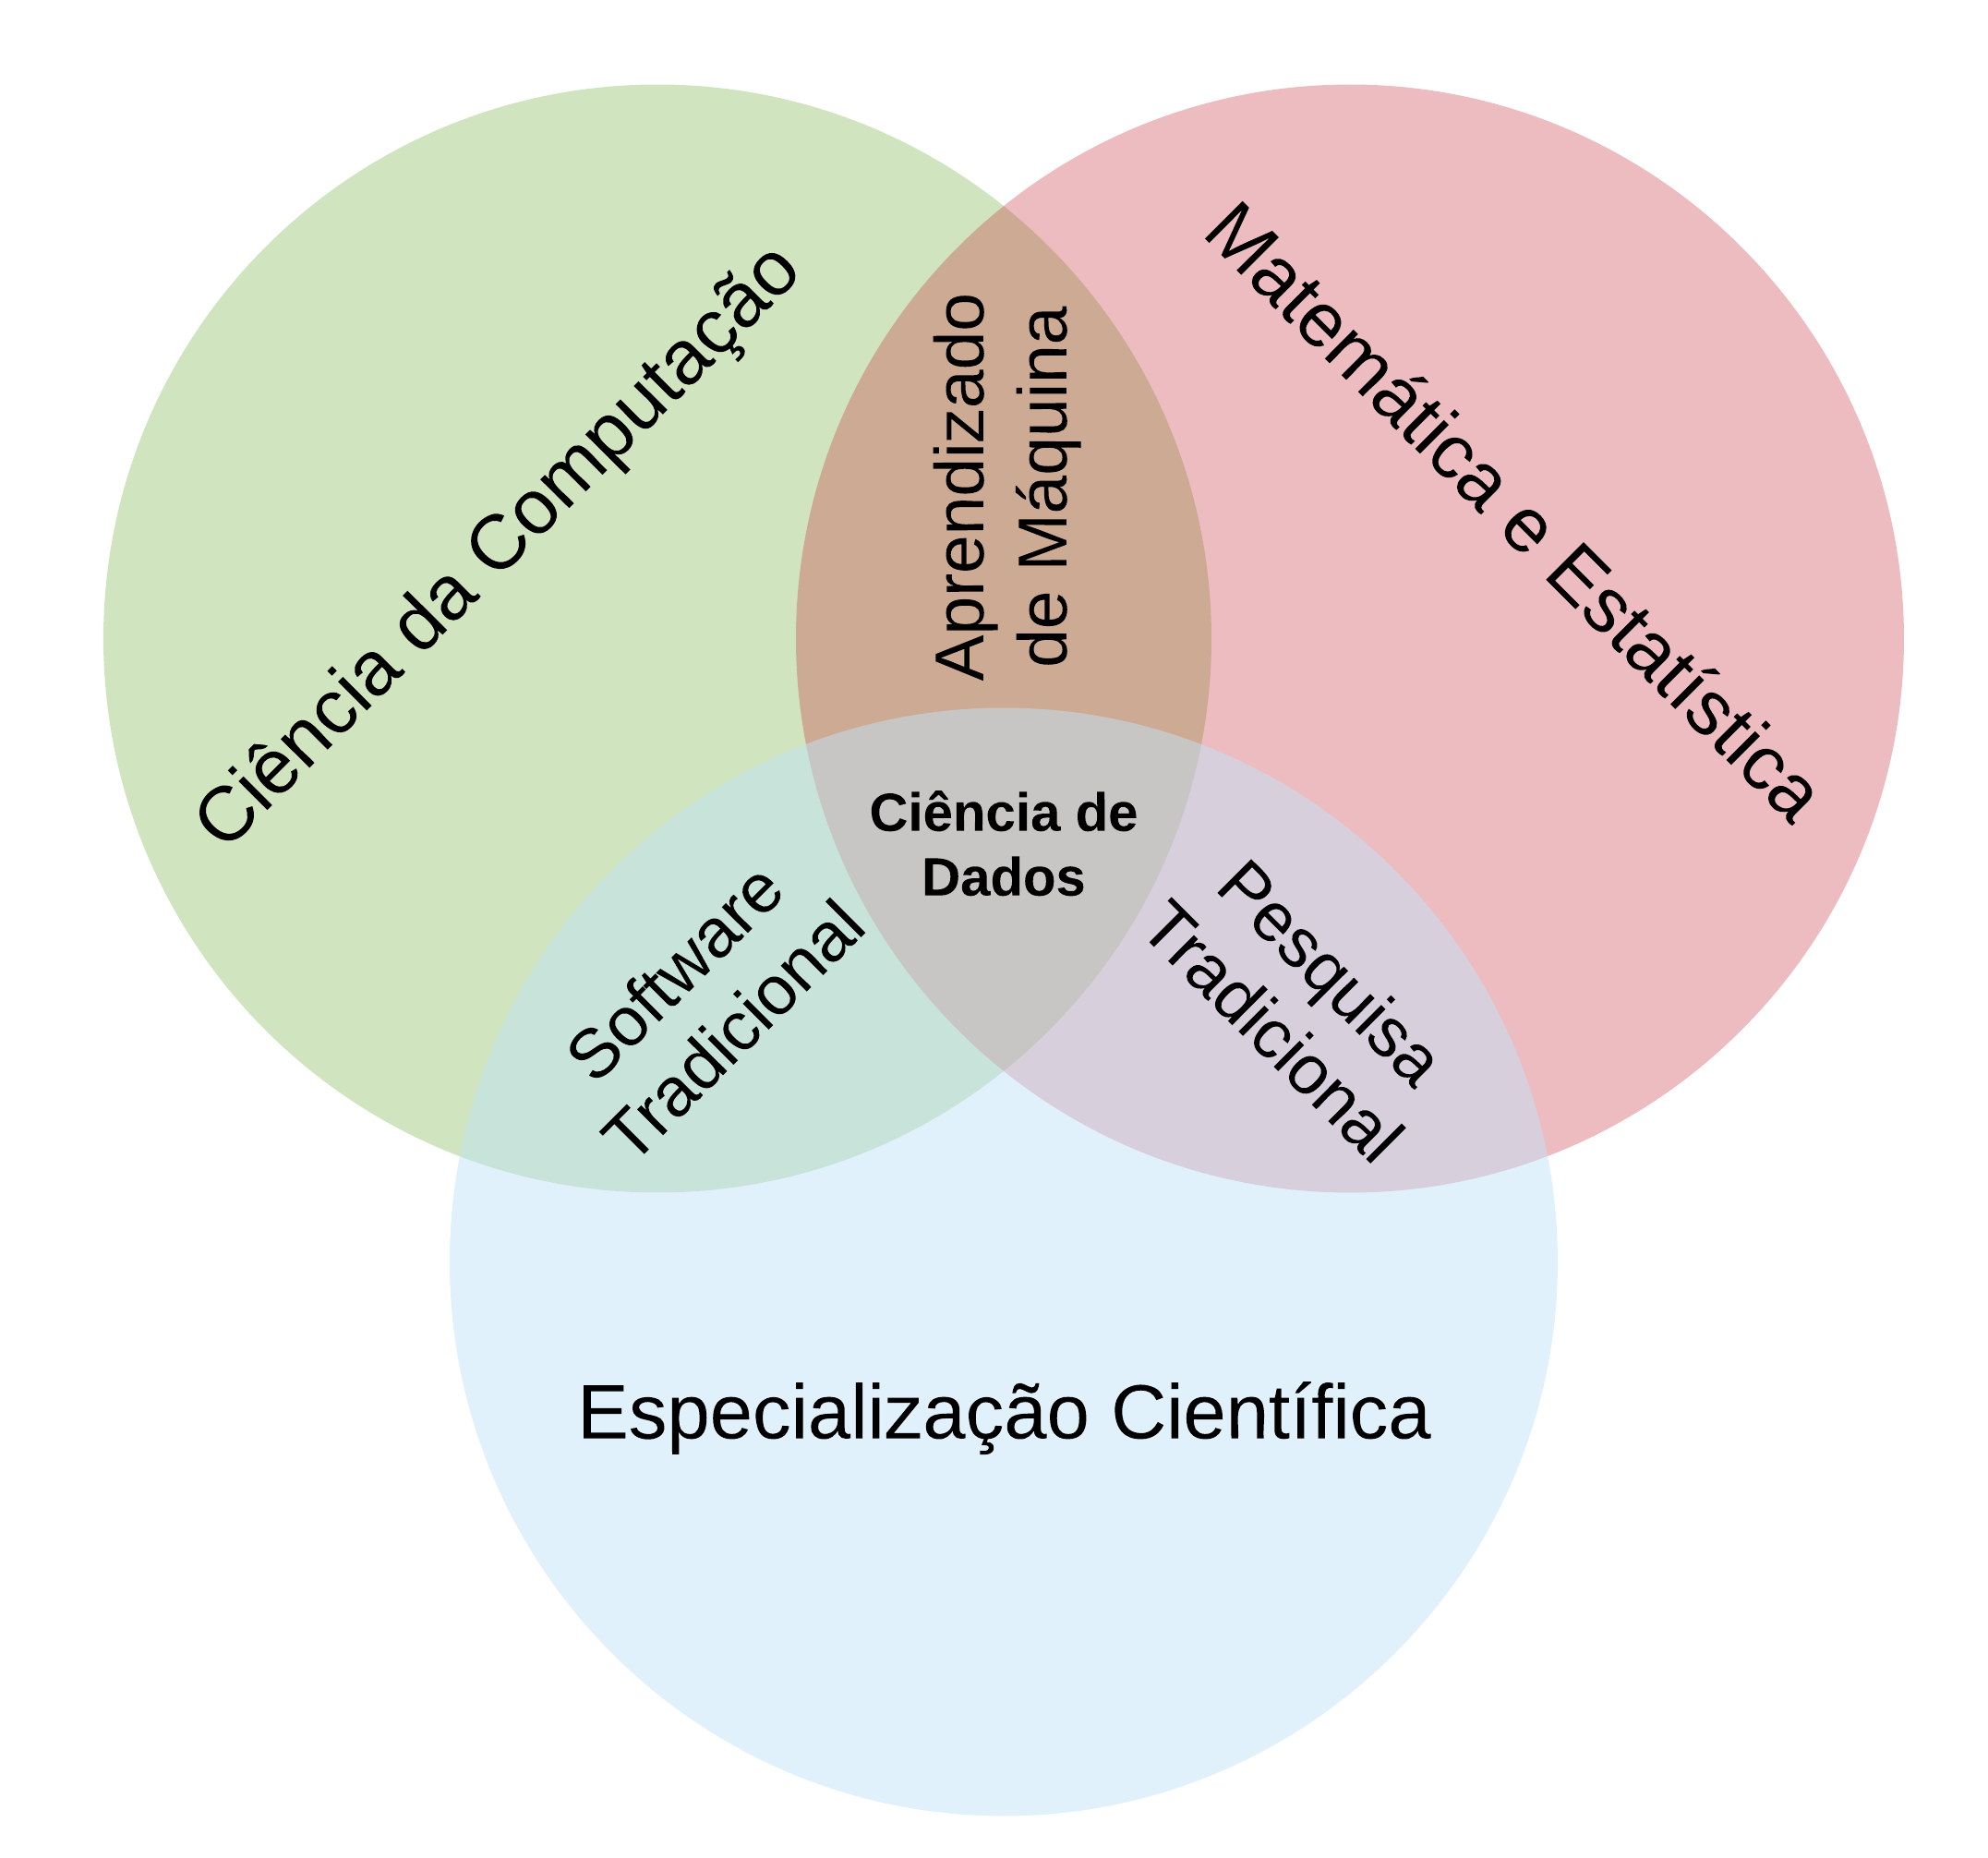 Ciência da Computação
Matemática e Estatística
Aprendizado
de Máquina
Ciência de
Dados
Software
Tradicional
Pesquisa
Tradicional
Especialização Científica